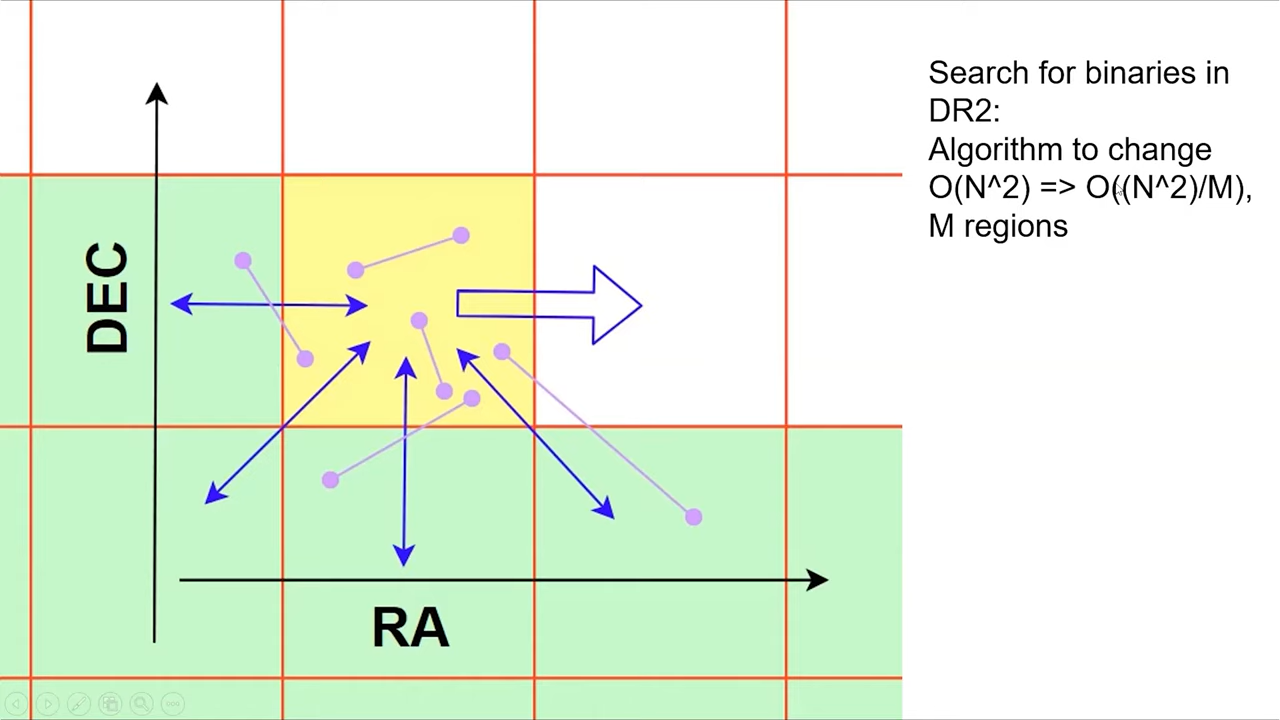 Search for binaries in
DR2:
Algorithm to change
O(N^2) => O((N^2)/M),
M regions
DEC
RA